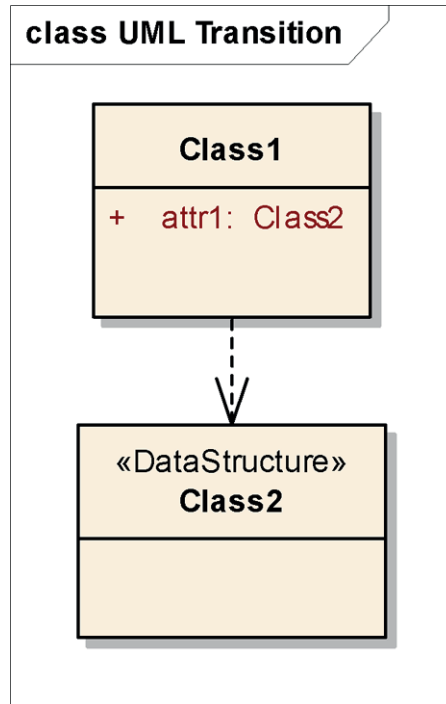 class UML Transition
Class1
+ attr1: Class2
«DataStructure»
Class2